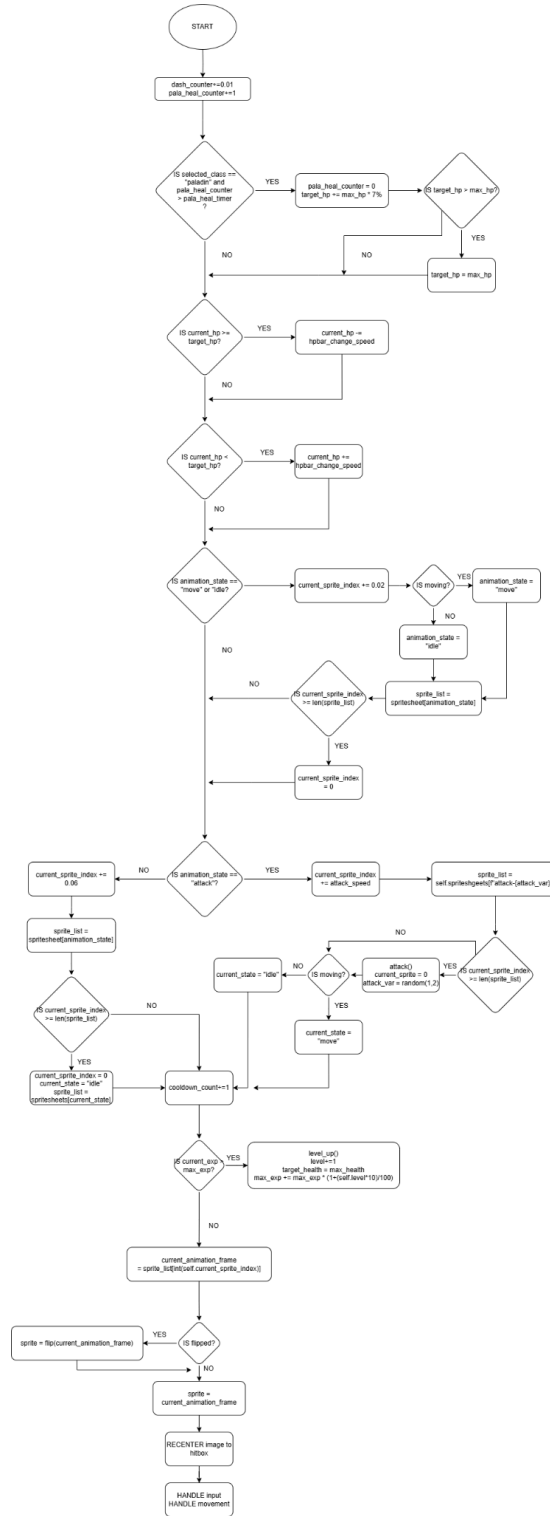 START
dash_counter+=0.01
pala_heal_counter+=1
IS selected_class ==
"paladin" and
pala_heal_counter
> pala_heal_timer
?
YES
pala_heal_counter = 0
target_hp += max_hp * 7%
IS target_hp > max_hp?
NO
NO
YES
target_hp = max_hp
IS current_hp >=
target_hp?
YES
current_hp -=
hpbar_change_speed
NO
IS current_hp <
target_hp?
YES
current_hp +=
hpbar_change_speed
NO
IS animation_state ==
"move" or "idle?
current_sprite_index += 0.02
IS moving?
YES
animation_state =
"move"
NO
animation_state =
"idle"
NO
NO
IS current_sprite_index
>= len(sprite_list)
sprite_list =
spritesheet[animation_state]
YES
current_sprite_index
= 0
current_sprite_index +=
0.06
NO
IS animation_state ==
"attack"?
YES
current_sprite_index
+= attack_speed
sprite_list =
self.spriteshgeets[f"attack-{attack_var}
sprite_list =
spritesheet[animation_state]
NO
current_state = "idle"
NO
IS moving?
attack()
current_sprite = 0
attack_var = random(1,2)
YES
IS current_sprite_index
>= len(sprite_list)
IS current_sprite_index
>= len(sprite_list)
NO
YES
current_state =
"move"
YES
current_sprite_index = 0
current_state = "idle"
sprite_list =
spritesheets[current_state]
cooldown_count+=1
IS current_exp =
max_exp?
YES
level_up()
level+=1
target_health = max_health
max_exp += max_exp * (1+(self.level*10)/100)
NO
current_animation_frame
= sprite_list[int(self.current_sprite_index)]
sprite = flip(current_animation_frame)
YES
IS flipped?
NO
sprite =
current_animation_frame
RECENTER image to
hitbox
HANDLE input
HANDLE movement